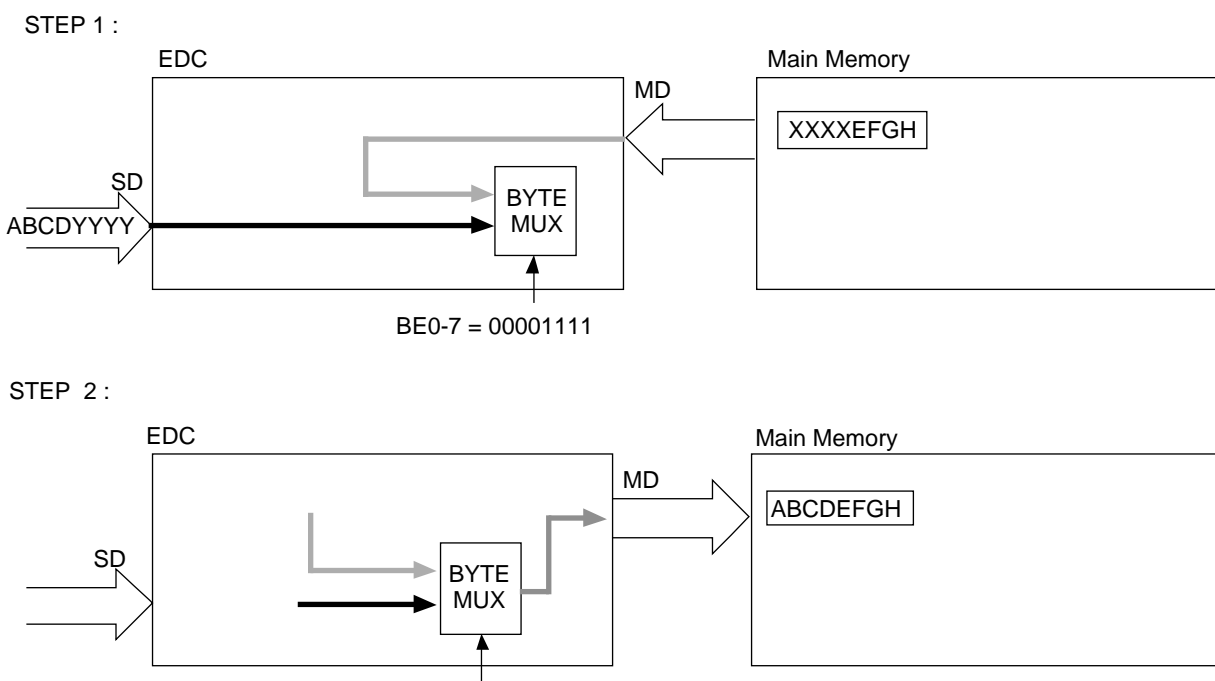 STEP 1 :
EDC
Main Memory
MD
XXXXEFGH
SD
BYTE
MUX
ABCDYYYY
BE0-7 = 00001111
STEP 2 :
EDC
Main Memory
MD
ABCDEFGH
SD
BYTE
MUX